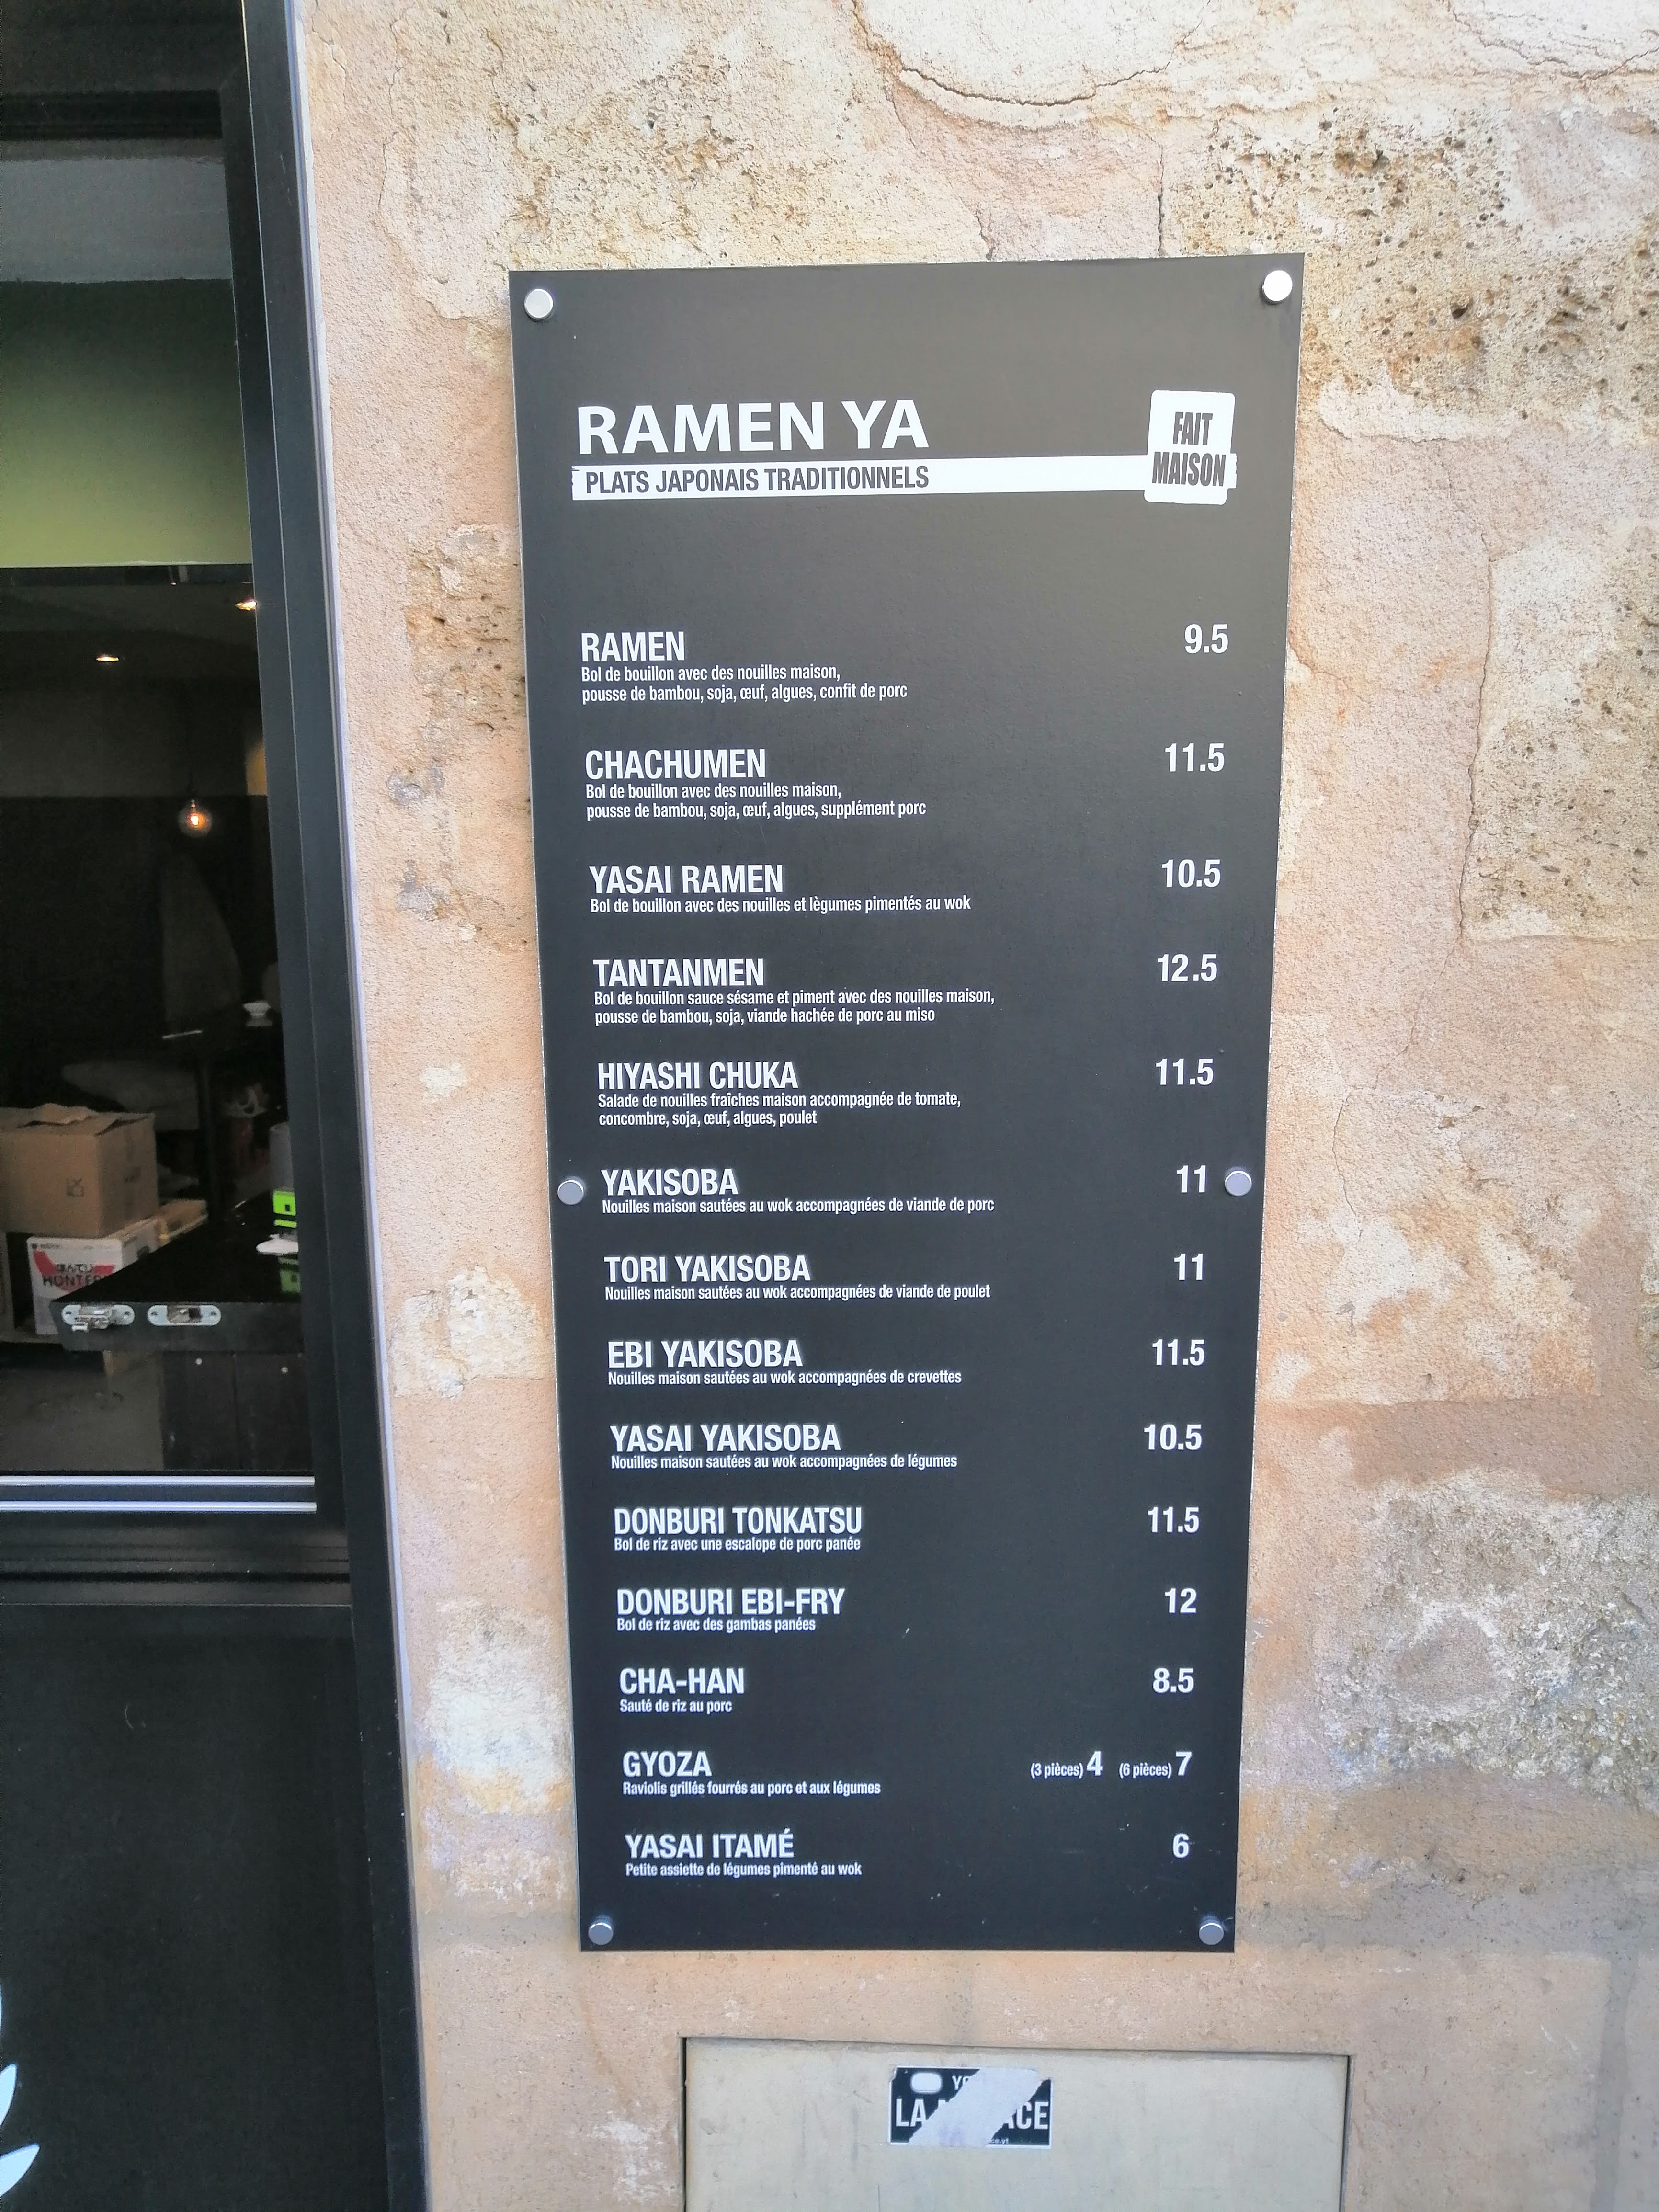 RAMEN YA
FAIT
MAISON
PLATS JAPONAIS TRADITIONNELS
RAMEN 9.5
Bol de bouillon avec des nouilles maison,
pousse de bambou, soja, œuf, algues, confit de porc
CHACHUMEN 11.5
Bol de bouillon avec des nouilles maison,
pousse de bambou, soja, œuf, algues, supplément porc
YASAI RAMEN 10.5
Bol de bouillon avec des nouilles et lègumes pimentés au wok
TANTANMEN 12.5
Bol de bouillon sauce sésame et piment avec des nouilles maison,
pousse de bambou, soja, viande hachée de porc au miso
HIYASHI CHUKA 11.5
Salade de nouilles fraîches maison accompagnée de tomate,
concombre, soja, œuf, algues, poulet
YAKISOBA 11
Nouilles maison sautées au wok accompagnées de viande de porc
TORI YAKISOBA 11
Nouilles maison sautées au wok accompagnées de viande de poulet
EBI YAKISOBA 11.5
Nouilles maison sautées au wok accompagnées de crevettes
YASAI YAKISOBA 10.5
Nouilles maison sautées au wok accompagnées de légumes
DONBURI TONKATSU 11.5
Bol de riz avec une escalope de porc panée
DONBURI EBI-FRY 12
Bol de riz avec des gambas panées
CHA-HAN 8.5
Sauté de riz au porc
GYOZA (3 pièces) 4 (6 pièces) 7
Raviolis grillés fourrés au porc et aux légumes
YASAI ITAMÉ 6
Petite assiette de légumes pimenté au wok
LA